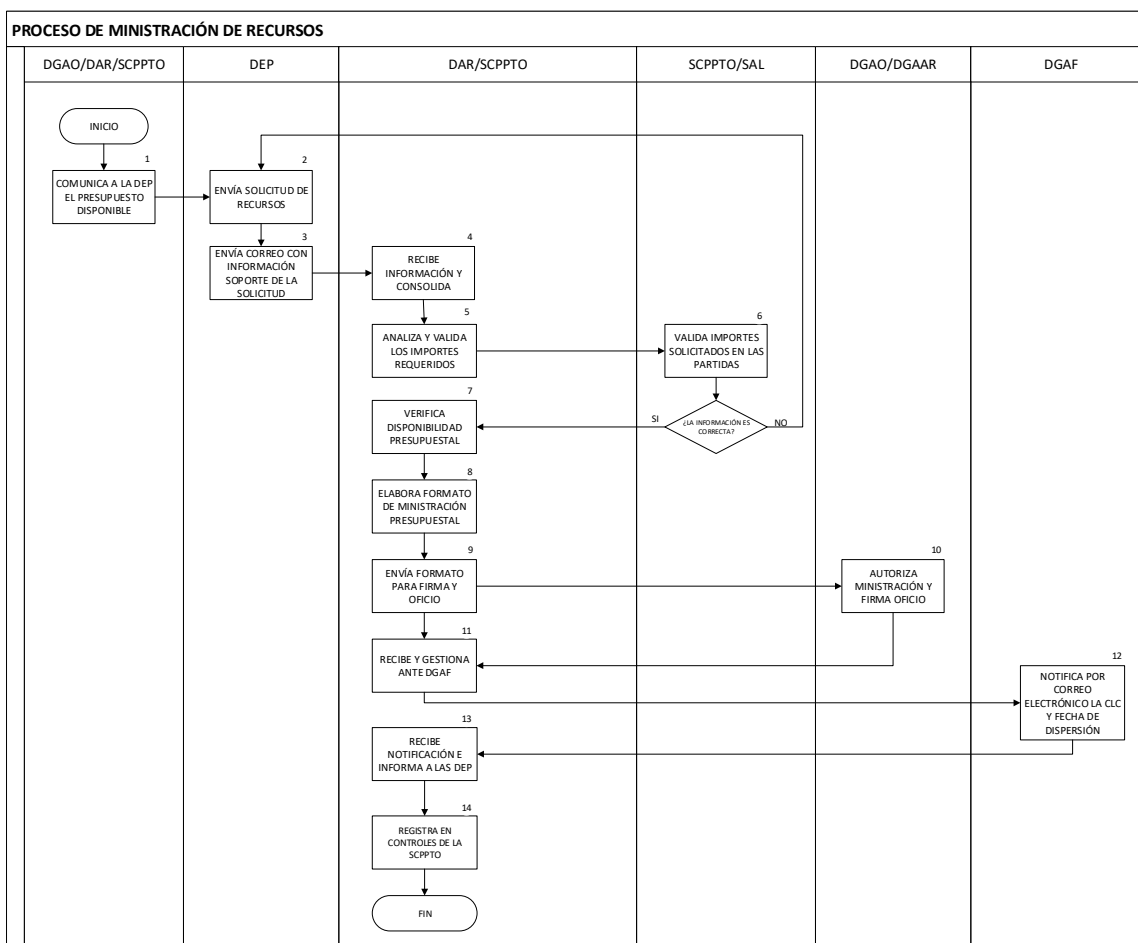 PROCESO DE MINISTRACIÓN DE RECURSOS
DGAO/DAR/SCPPTO
DEP
DAR/SCPPTO
SCPPTO/SAL
DGAO/DGAAR
DGAF
INICIO
1
COMUNICA A LA DEP
EL PRESUPUESTO
DISPONIBLE
2
ENVÍA SOLICITUD DE
RECURSOS
3
ENVÍA CORREO CON
INFORMACIÓN
SOPORTE DE LA
SOLICITUD
4
RECIBE
INFORMACIÓN Y
CONSOLIDA
5
ANALIZA Y VALIDA
LOS IMPORTES
REQUERIDOS
6
VALIDA IMPORTES
SOLICITADOS EN LAS
PARTIDAS
¿LA INFORMACIÓN ES
CORRECTA?
SI
NO
7
VERIFICA
DISPONIBILIDAD
PRESUPUESTAL
8
ELABORA FORMATO
DE MINISTRACIÓN
PRESUPUESTAL
9
ENVÍA FORMATO
PARA FIRMA Y
OFICIO
10
AUTORIZA
MINISTRACIÓN Y
FIRMA OFICIO
11
RECIBE Y GESTIONA
ANTE DGAF
12
NOTIFICA POR
CORREO
ELECTRÓNICO LA CLC
Y FECHA DE
DISPERSIÓN
13
RECIBE
NOTIFICACIÓN E
INFORMA A LAS DEP
14
REGISTRA EN
CONTROLES DE LA
SCPPTO
FIN